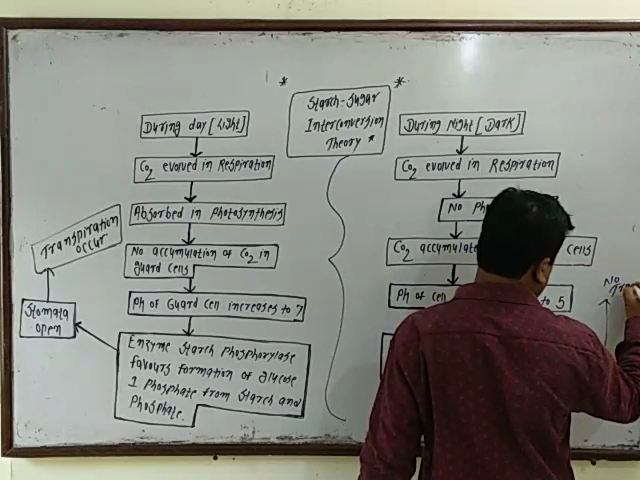 * Starch-Sugar *
Interconversion
Theory *
During day [Light]
CO2 evolved in Respiration
Absorbed in Photosynthesis
No accumulation of CO2 in
guard cells
Ph of Guard Cell increases to 7
Enzyme Starch Phosphorylase
favours formation of glucose
1 Phosphate from Starch and
Phosphate.
Stomata
open
Transpiration
occur
During Night [Dark]
CO2 evolved in Respiration
No Ph
CO2 accumulate cells
Ph of cell to 5
No